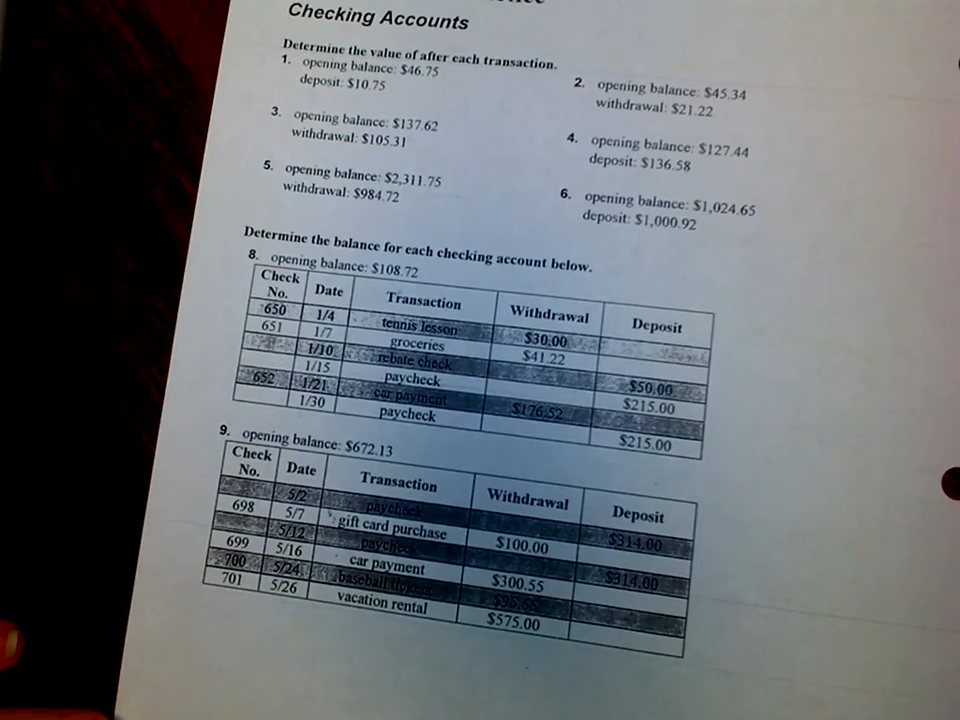 Checking Accounts
Determine the value of after each transaction.
1. opening balance: $46.75
deposit: $10.75
2. opening balance: $45.34
withdrawal: $21.22
3. opening balance: $137.62
withdrawal: $105.31
4. opening balance: $127.44
deposit: $136.58
5. opening balance: $2,311.75
withdrawal: $984.72
6. opening balance: $1,024.65
deposit: $1,000.92
Determine the balance for each checking account below.
8. opening balance: $108.72
Check No. Date Transaction Withdrawal Deposit
650 1/4 tennis lesson $30.00
651 1/7 groceries $41.22
1/10 rebate check $50.00
1/15 paycheck $215.00
652 1/21 car payment $176.52
1/30 paycheck $215.00
9. opening balance: $672.13
Check No. Date Transaction Withdrawal Deposit
5/2 paycheck $314.00
698 5/7 gift card purchase $100.00
5/12 paycheck $314.00
699 5/16 car payment $300.55
700 5/24 baseball $95.65
701 5/26 vacation rental $575.00